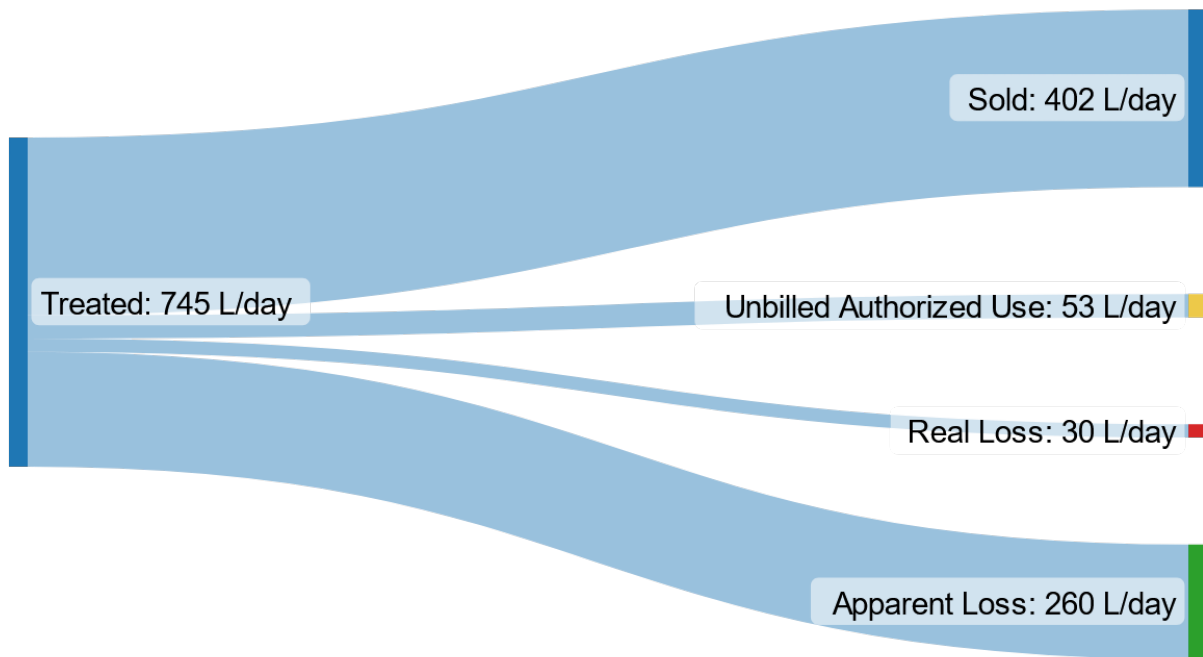 Sold: 402 L/day
Treated: 745 L/day
Unbilled Authorized Use: 53 L/day
Real Loss: 30 L/day
Apparent Loss: 260 L/day